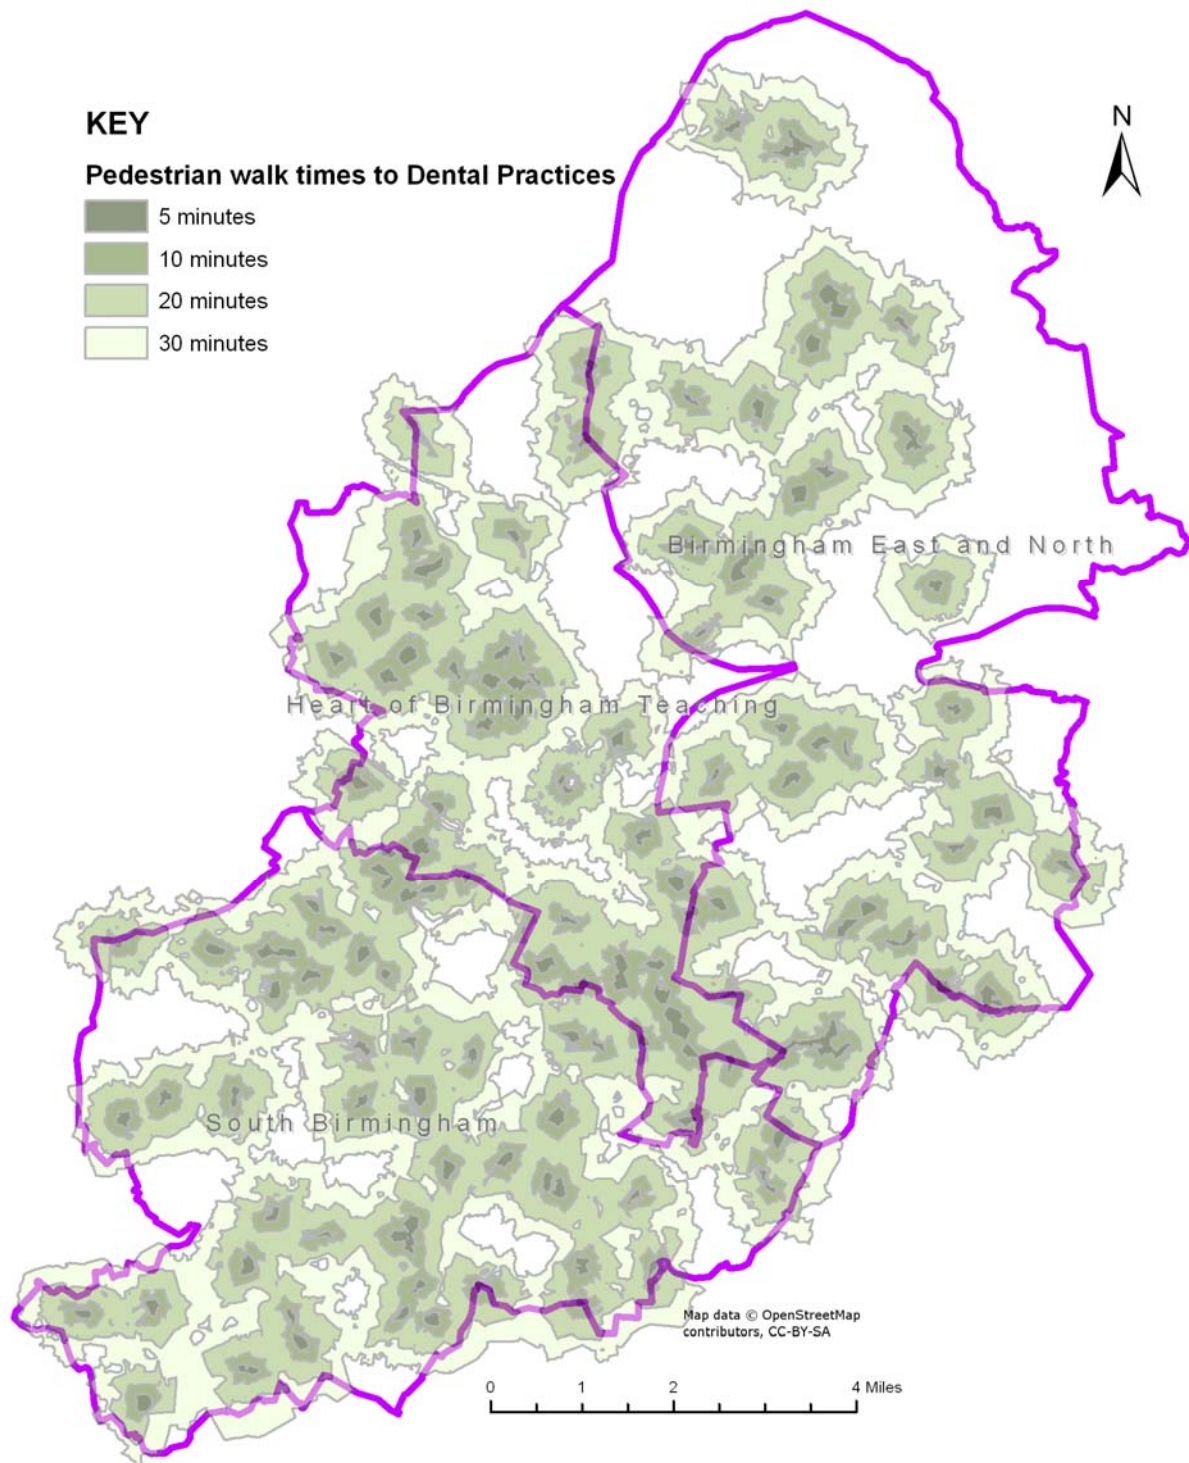 KEY
Pedestrian walk times to Dental Practices
5 minutes
10 minutes
20 minutes
30 minutes
N
Birmingham East and North
Heart of Birmingham Teaching
South Birmingham
Map data © OpenStreetMap
contributors, CC-BY-SA
0 1 2 4 Miles